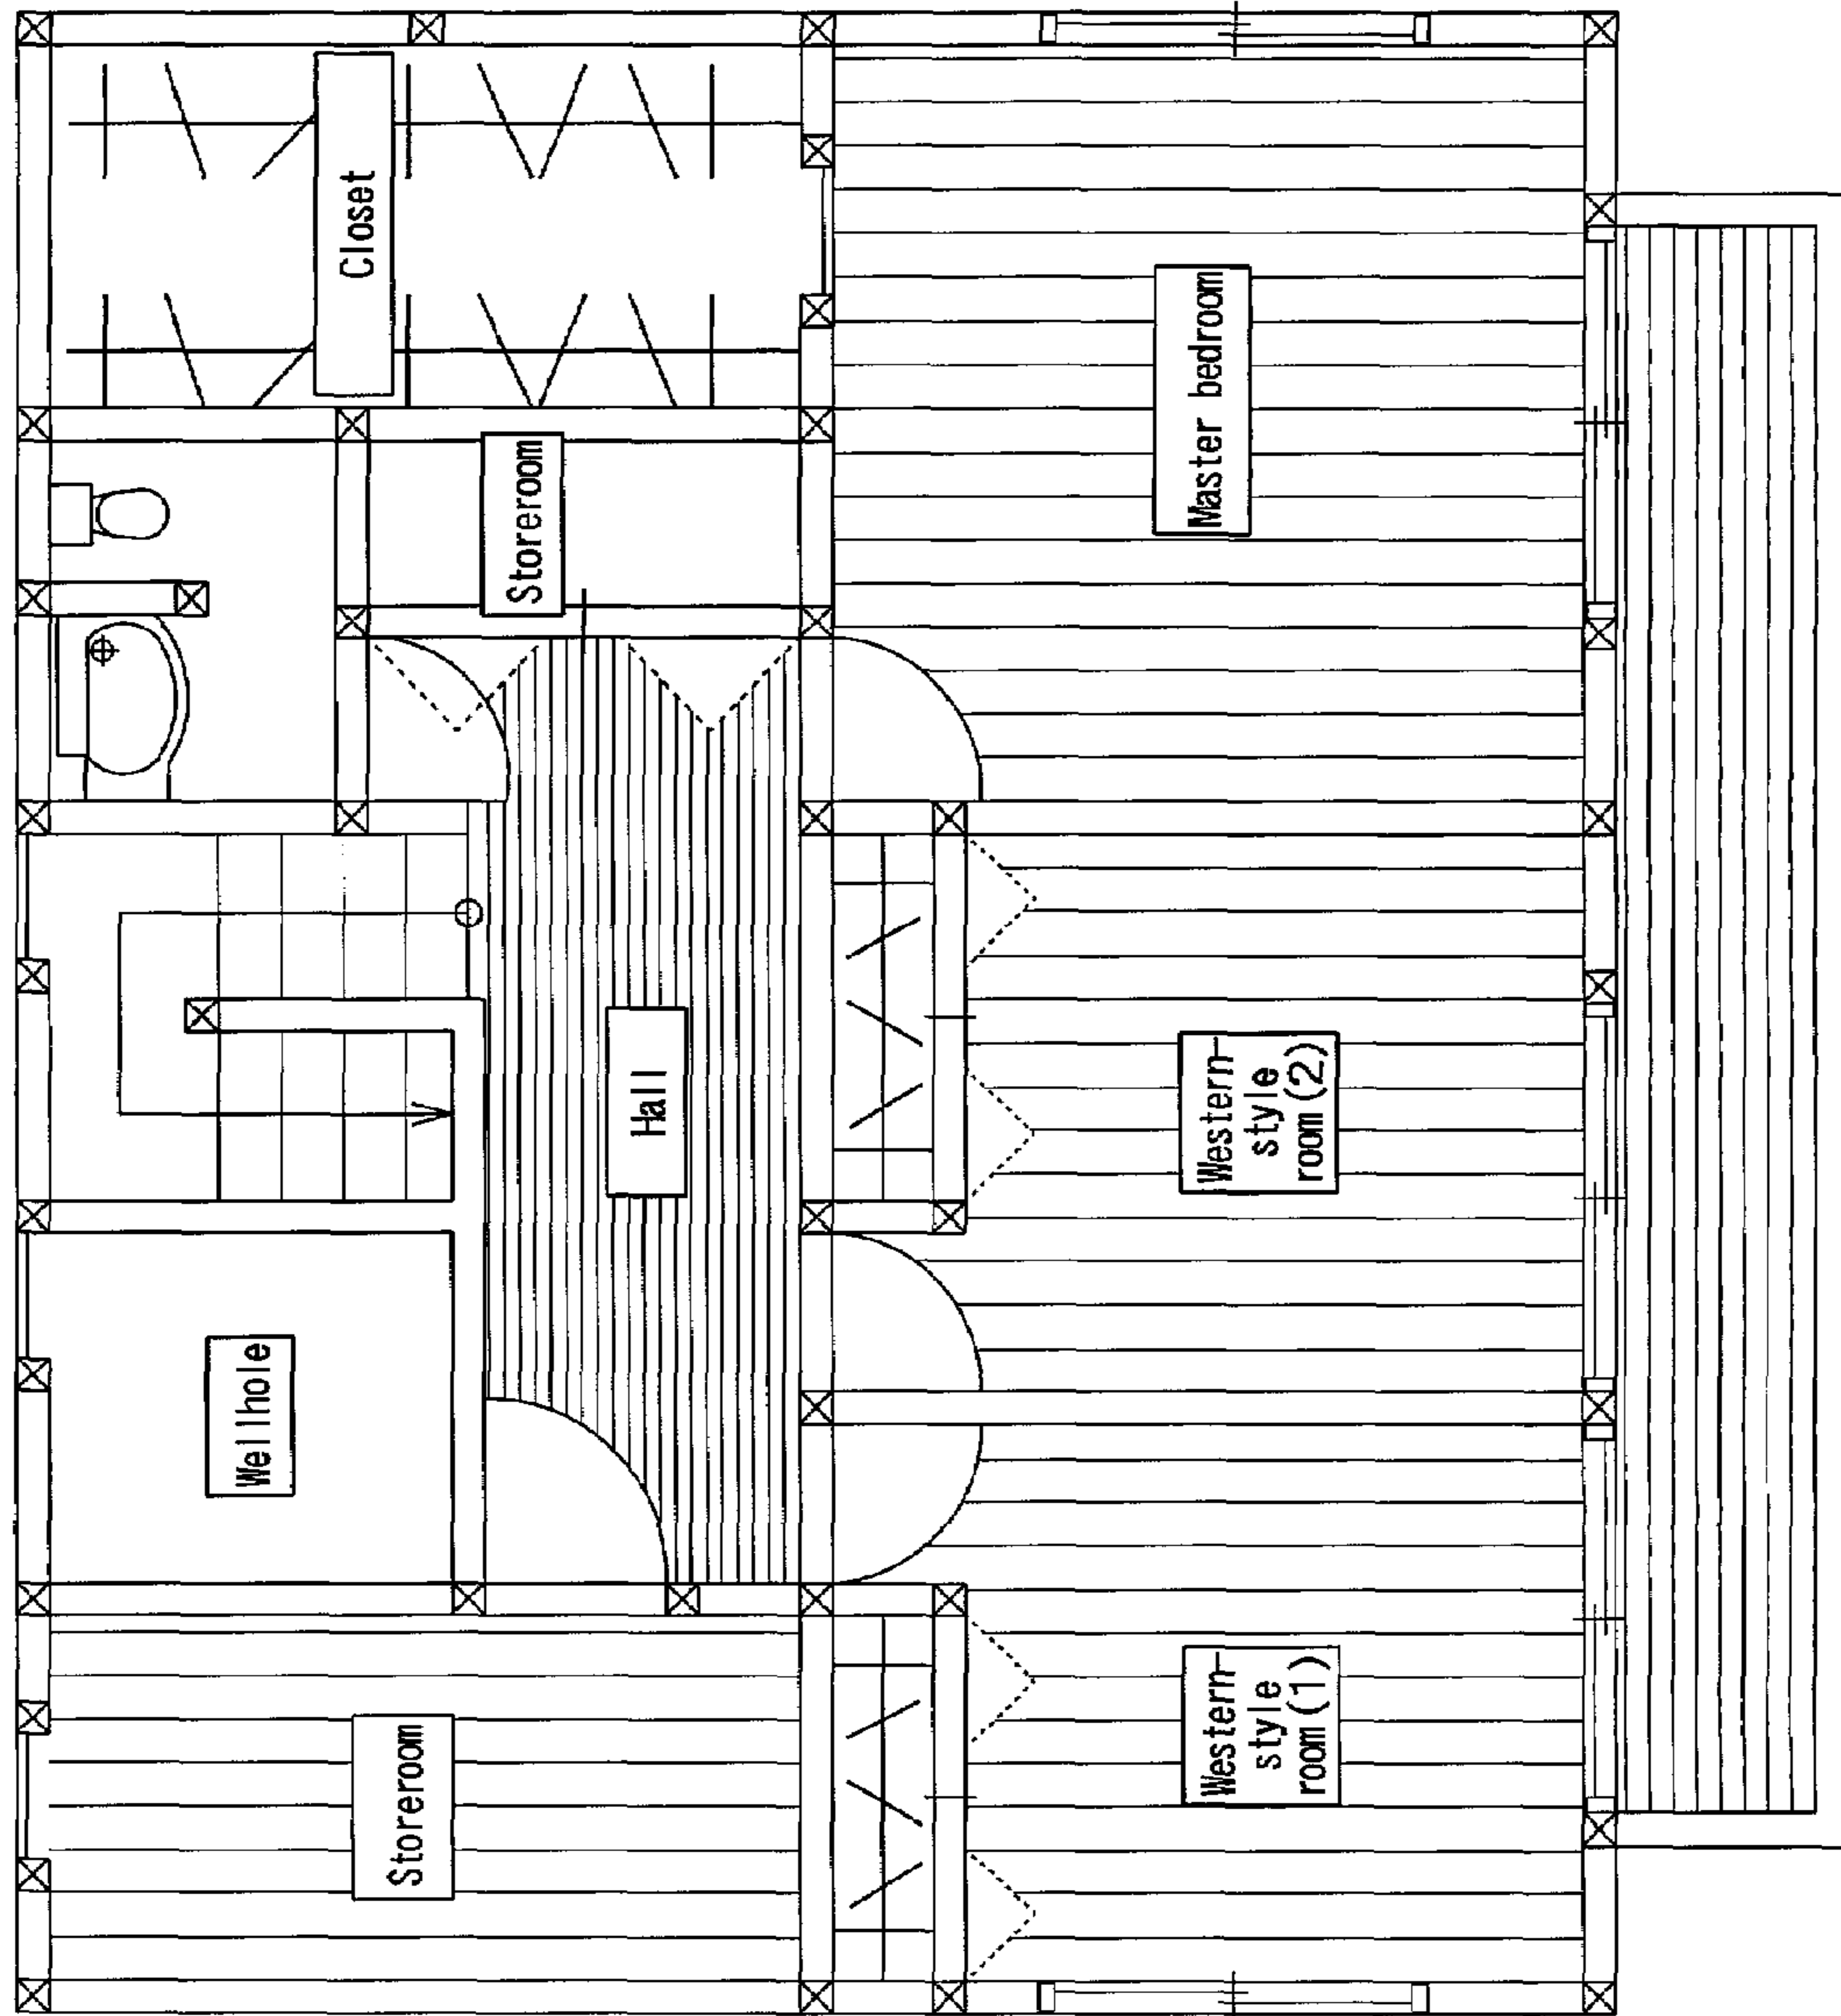 Storeroom
Wellhole
Closet
Hall
Storeroom
Western-
style
room(1)
Western-
style
room(2)
Master bedroom